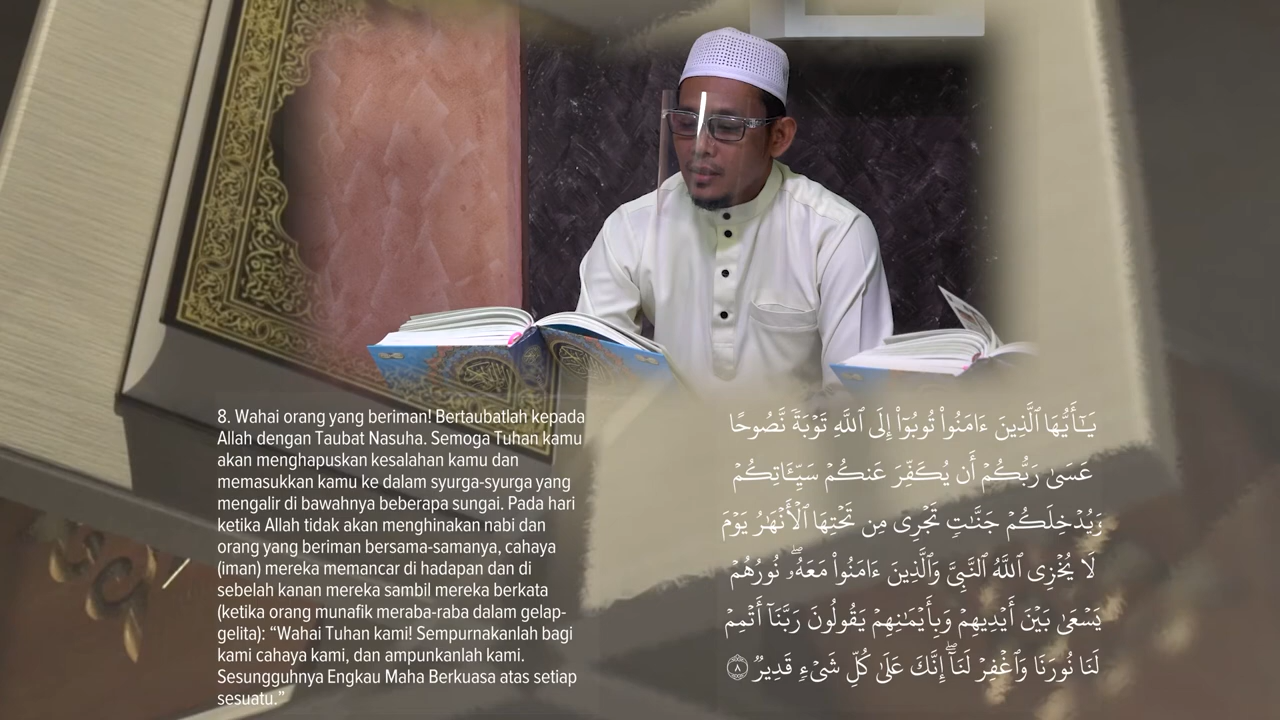 8. Wahai orang yang beriman! Bertaubatlah kepada
Allah dengan Taubat Nasuha. Semoga Tuhan kamu
akan menghapuskan kesalahan kamu dan
memasukkan kamu ke dalam syurga-syurga yang
mengalir di bawahnya beberapa sungai. Pada hari
ketika Allah tidak akan menghinakan nabi dan
orang yang beriman bersama-samanya, cahaya
(iman) mereka memancar di hadapan dan di
sebelah kanan mereka sambil mereka berkata
(ketika orang munafik meraba-raba dalam gelap-
gelita): “Wahai Tuhan kami! Sempurnakanlah bagi
kami cahaya kami, dan ampunkanlah kami.
Sesungguhnya Engkau Maha Berkuasa atas setiap
sesuatu.”
يَـٰٓأَيُّهَا ٱلَّذِينَ ءَامَنُوا۟ تُوبُوٓا۟ إِلَى ٱللَّهِ تَوۡبَةٗ نَّصُوحًا
عَسَىٰ رَبُّكُمۡ أَن يُكَفِّرَ عَنكُمۡ سَيِّـَٔاتِكُمۡ
وَيُدۡخِلَكُمۡ جَنَّـٰتٖ تَجۡرِى مِن تَحۡتِهَا ٱلۡأَنۡهَـٰرُ يَوۡمَ
لَا يُخۡزِى ٱللَّهُ ٱلنَّبِىَّ وَٱلَّذِينَ ءَامَنُوا۟ مَعَهُۥۖ نُورُهُمۡ
يَسۡعَىٰ بَيۡنَ أَيۡدِيهِمۡ وَبِأَيۡمَـٰنِهِمۡ يَقُولُونَ رَبَّنَآ أَتۡمِمۡ
لَنَا نُورَنَا وَٱغۡفِرۡ لَنَآۖ إِنَّكَ عَلَىٰ كُلِّ شَىۡءٖ قَدِيرٞ ٨